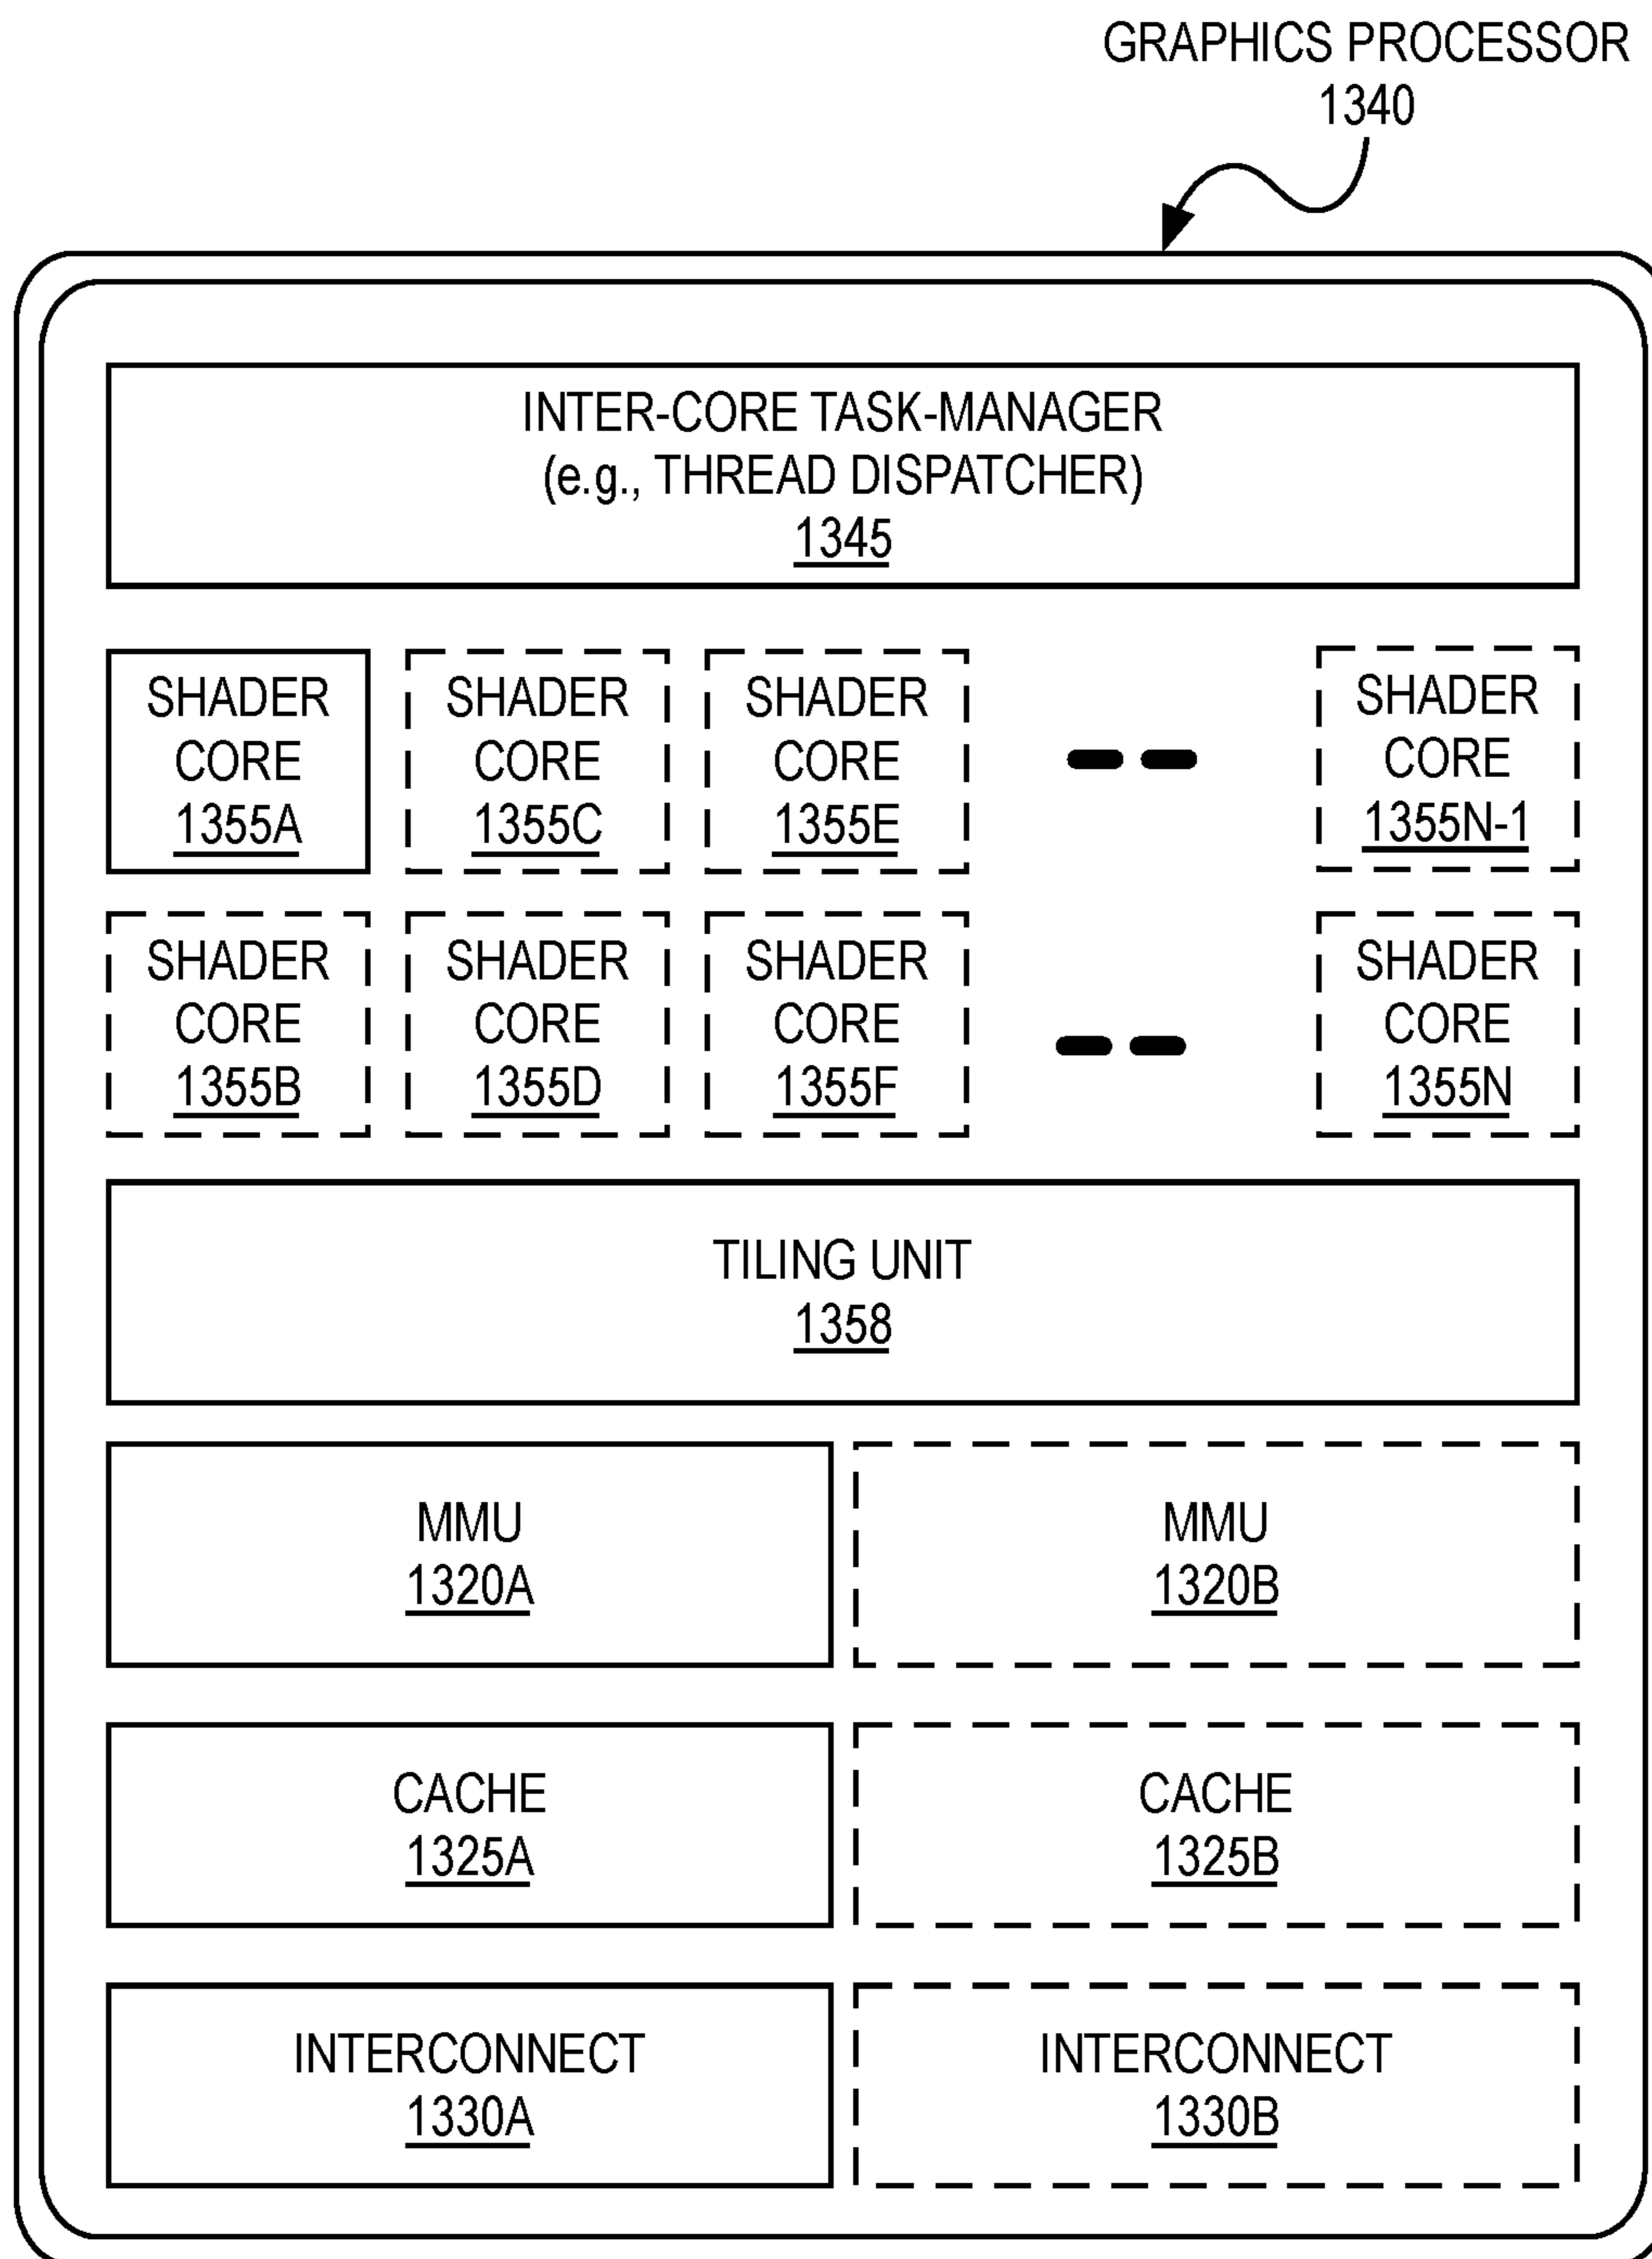 GRAPHICS PROCESSOR
1340
INTER-CORE TASK-MANAGER
(e.g., THREAD DISPATCHER)
1345
SHADER
CORE
1355A
SHADER
CORE
1355C
SHADER
CORE
1355E
SHADER
CORE
1355N-1
SHADER
CORE
1355B
SHADER
CORE
1355D
SHADER
CORE
1355F
SHADER
CORE
1355N
TILING UNIT
1358
MMU
1320A
MMU
1320B
CACHE
1325A
CACHE
1325B
INTERCONNECT
1330A
INTERCONNECT
1330B